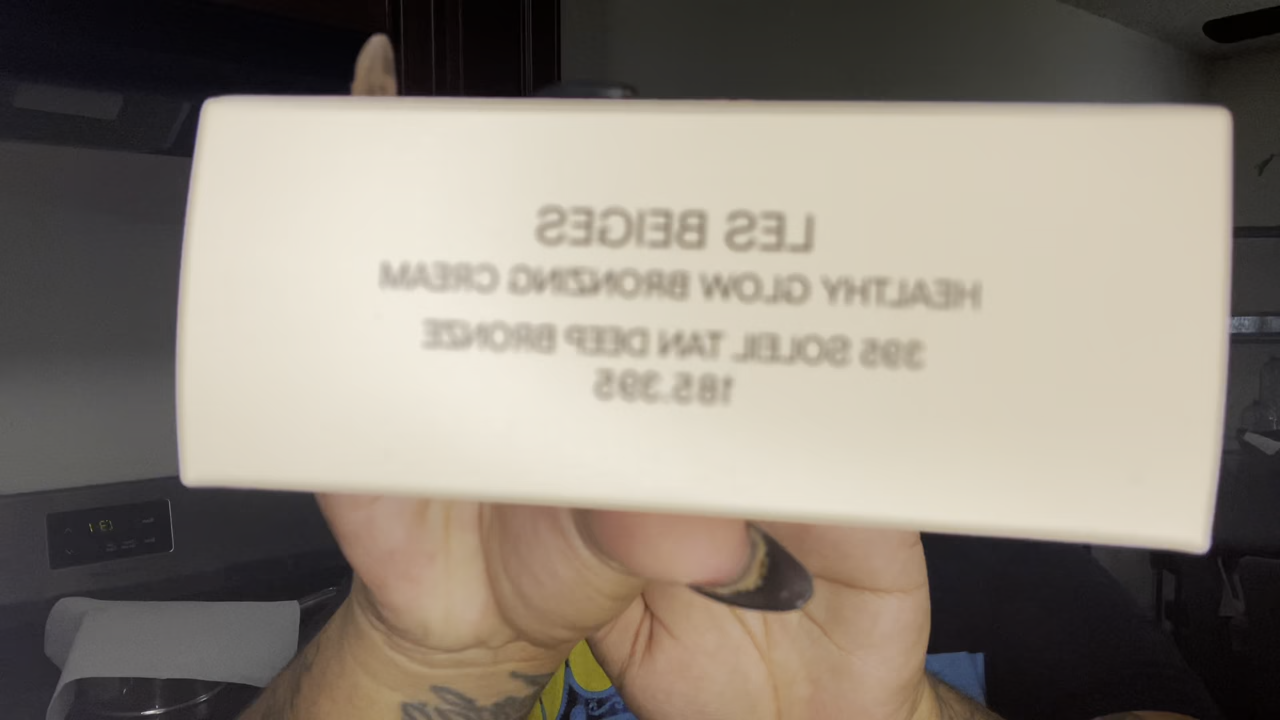 LES BEIGES
HEALTHY GLOW BRONZING CREAM
395 SOLEIL TAN DEEP BRONZE
185.395